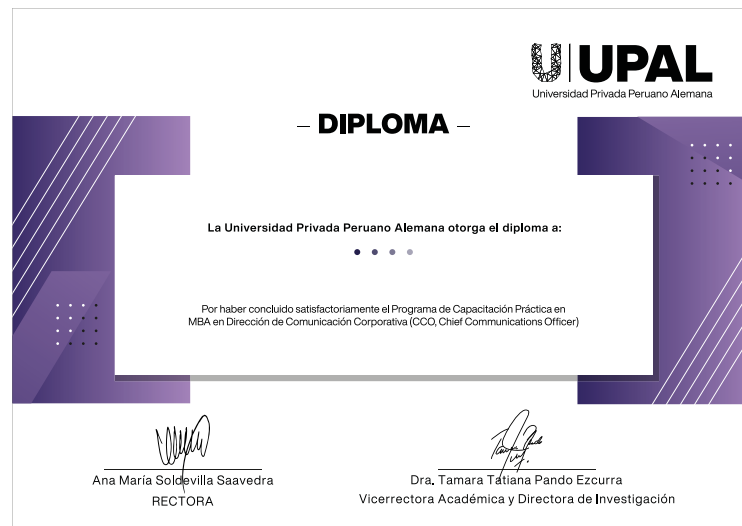 UPAL
Universidad Privada Peruano Alemana
– DIPLOMA –
La Universidad Privada Peruano Alemana otorga el diploma a:
Por haber concluido satisfactoriamente el Programa de Capacitación Práctica en
MBA en Dirección de Comunicación Corporativa (CCO, Chief Communications Officer)
Ana María Soldevilla Saavedra
RECTORA
Dra. Tamara Tatiana Pando Ezcurra
Vicerrectora Académica y Directora de Investigación